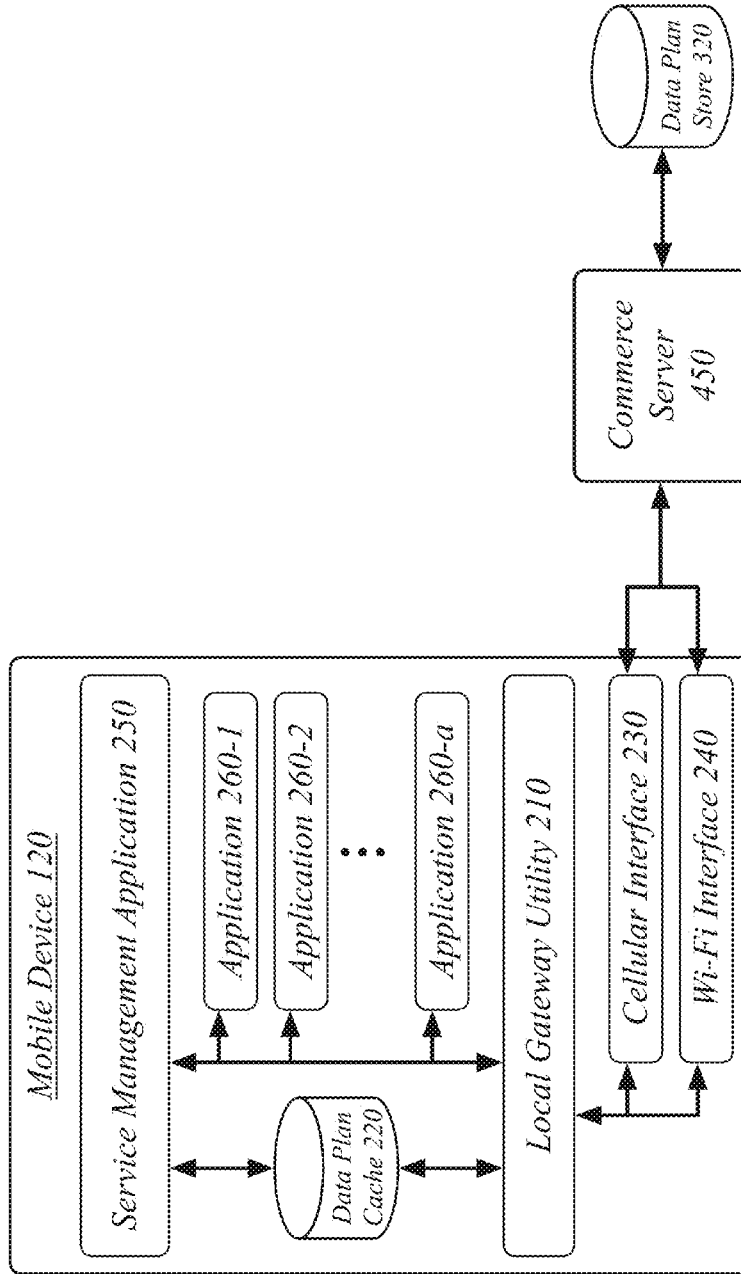 Mobile Device 120
Service Management Application 250
Data Plan
Cache 220
Application 260-1
Application 260-2
Application 260-a
Local Gateway Utility 210
Cellular Interface 230
Wi-Fi Interface 240
Commerce
Server
450
Data Plan
Store 320